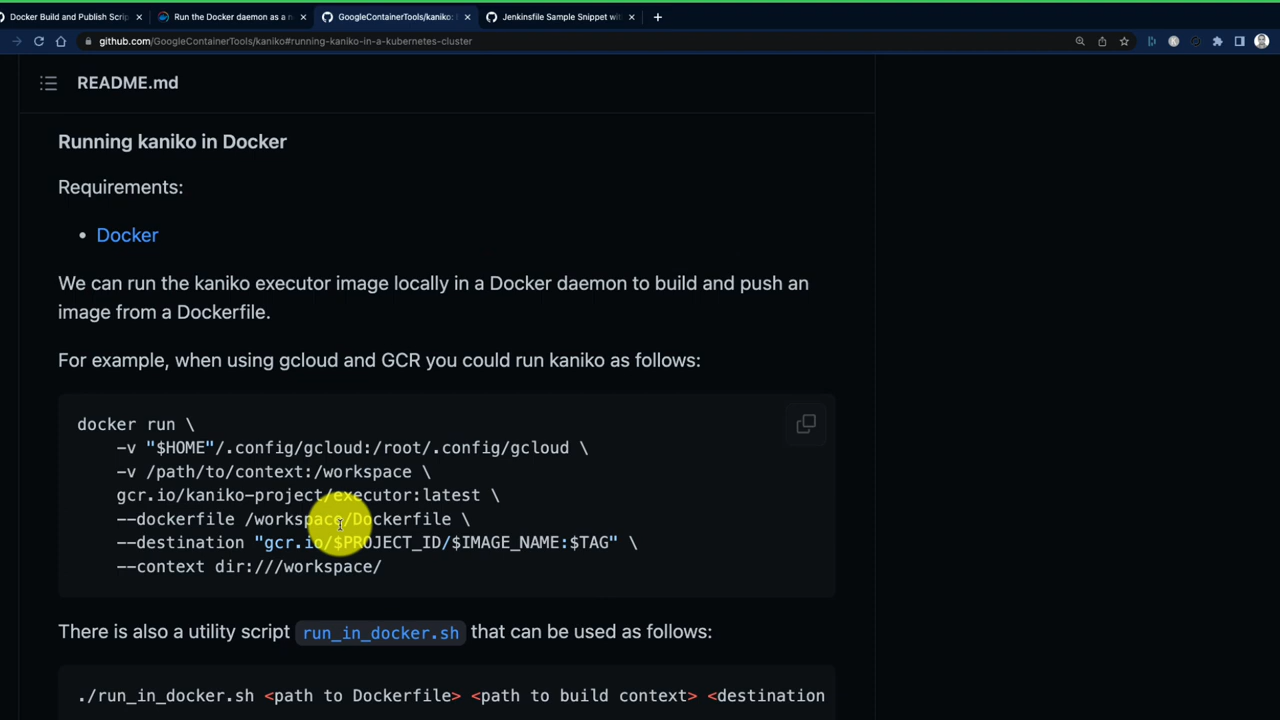 Docker Build and Publish Scrip
Run the Docker daemon as a n
GoogleContainerTools/kaniko:
Jenkinsfile Sample Snippet wit
github.com/GoogleContainerTools/kaniko#running-kaniko-in-a-kubernetes-cluster
README.md
Running kaniko in Docker
Requirements:
• Docker
We can run the kaniko executor image locally in a Docker daemon to build and push an
image from a Dockerfile.
For example, when using gcloud and GCR you could run kaniko as follows:
docker run \
-v "$HOME"/.config/gcloud:/root/.config/gcloud \
-v /path/to/context:/workspace \
gcr.io/kaniko-project/executor:latest \
--dockerfile /workspace/Dockerfile \
--destination "gcr.io/$PROJECT_ID/$IMAGE_NAME:$TAG" \
--context dir:///workspace/
There is also a utility script run_in_docker.sh that can be used as follows:
./run_in_docker.sh <path to Dockerfile> <path to build context> <destination